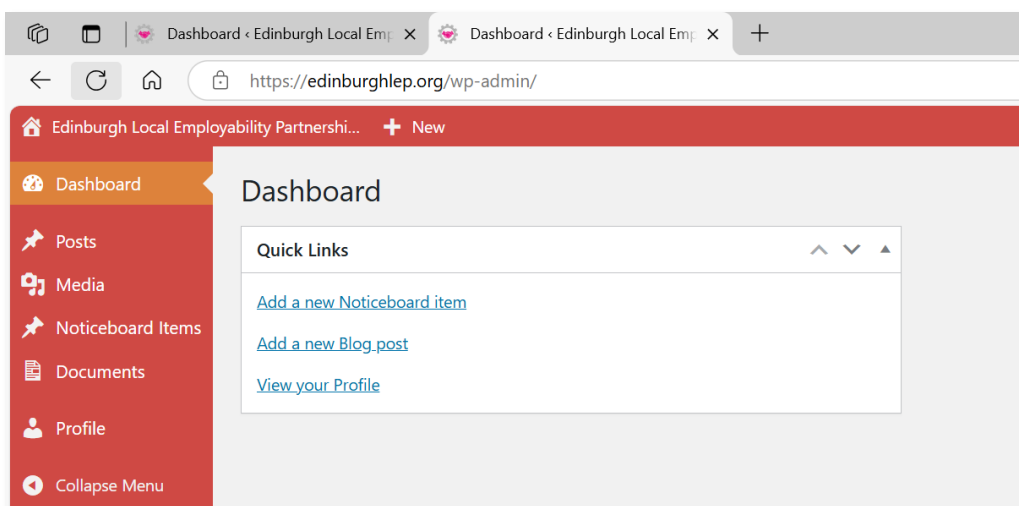 Dashboard ‹ Edinburgh Local Emp
Dashboard ‹ Edinburgh Local Emp
https://edinburghlep.org/wp-admin/
Edinburgh Local Employability Partnershi...
New
Dashboard
Posts
Media
Noticeboard Items
Documents
Profile
Collapse Menu
Dashboard
Quick Links
Add a new Noticeboard item
Add a new Blog post
View your Profile